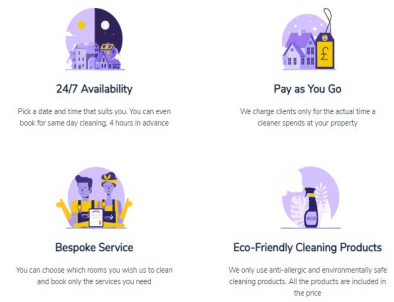 24/7 Availability
Pick a date and time that suits you. You can even
book for same day cleaning, 4 hours in advance
£
Pay as You Go
We charge clients only for the actual time a
cleaner spends at your property
Bespoke Service
You can choose which rooms you wish us to clean
and book only the services you need
eco
Eco-Friendly Cleaning Products
We only use anti-allergic and environmentally safe
cleaning products. All the products are included in
the price